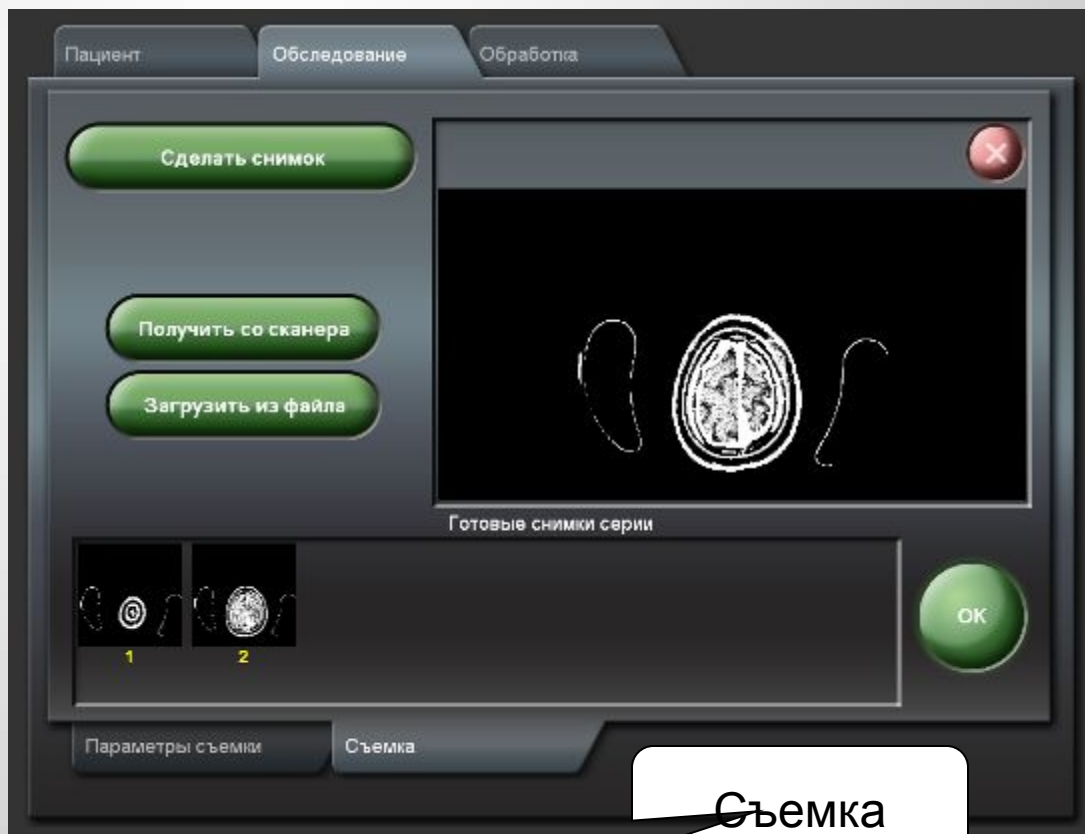 Пациент
Обследование
Обработка
Сделать снимок
Получить со сканера
Загрузить из файла
Готовые снимки серии
1
2
OK
Параметры съемки
Съемка
Съемка